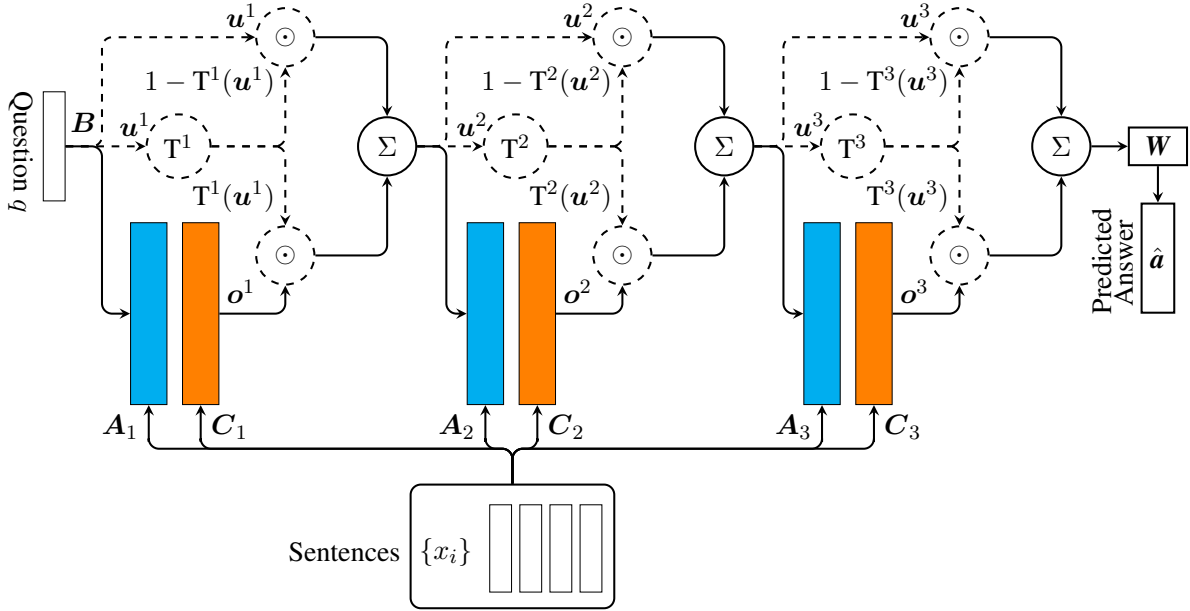 u¹ u² u³
⊙ ⊙ ⊙
1 − T¹(u¹) 1 − T²(u²) 1 − T³(u³)
Question q
B u¹ T¹ Σ u² T² Σ u³ T³ Σ W
T¹(u¹) T²(u²) T³(u³)
⊙ ⊙ ⊙
Predicted
Answer
â
o¹ o² o³
A₁ C₁ A₂ C₂ A₃ C₃
Sentences {xᵢ}